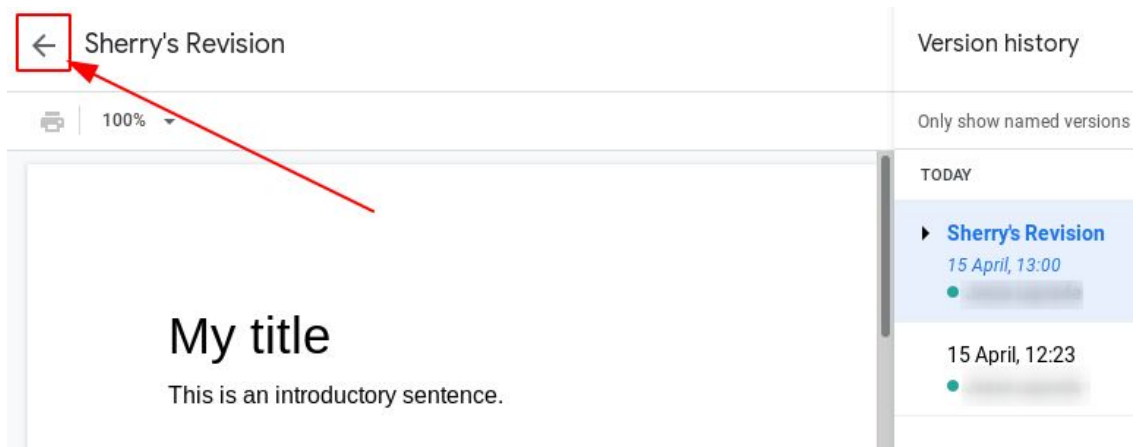 Sherry's Revision
Version history
100%
Only show named versions
TODAY
Sherry's Revision
15 April, 13:00
15 April, 12:23
My title
This is an introductory sentence.